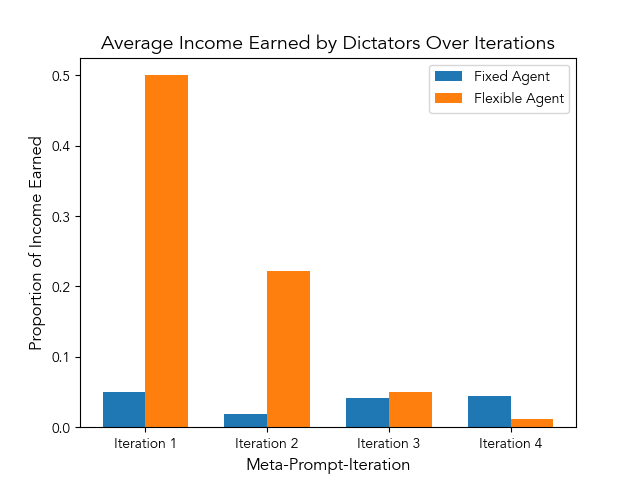 Average Income Earned by Dictators Over Iterations
Fixed Agent
Flexible Agent
Proportion of Income Earned
0.5
0.4
0.3
0.2
0.1
0.0
Iteration 1
Iteration 2
Iteration 3
Iteration 4
Meta-Prompt-Iteration